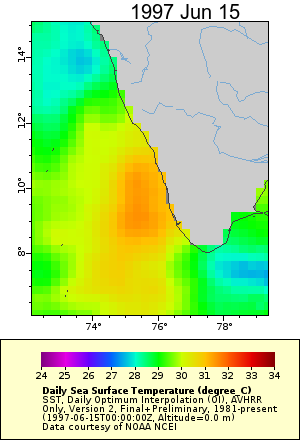 1997 Jun 15
14°
12°
10°
8°
74° 76° 78°
24 25 26 27 28 29 30 31 32 33 34
Daily Sea Surface Temperature (degree_C)
SST, Daily Optimum Interpolation (OI), AVHRR
Only, Version 2, Final+Preliminary, 1981-present
(1997-06-15T00:00:00Z, Altitude=0.0 m)
Data courtesy of NOAA NCEI